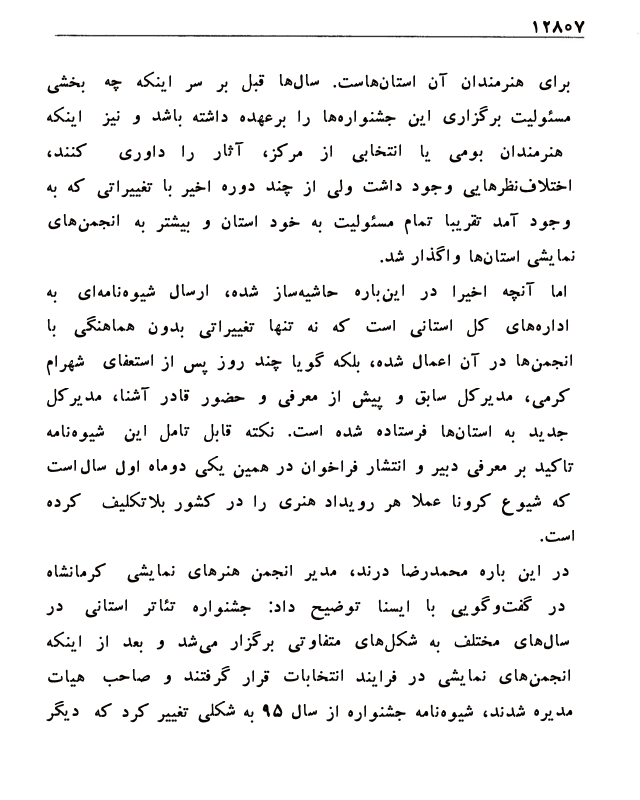 ۱۲۸۰۷
برای هنرمندان آن استان‌هاست. سال‌ها قبل بر سر اینکه چه بخشی
مسئولیت برگزاری این جشنواره‌ها را برعهده داشته باشد و نیز اینکه
هنرمندان بومی یا انتخابی از مرکز، آثار را داوری کنند،
اختلاف‌نظرهایی وجود داشت ولی از چند دوره اخیر با تغییراتی که به
وجود آمد تقریبا تمام مسئولیت به خود استان و بیشتر به انجمن‌های
نمایشی استان‌ها واگذار شد.
اما آنچه اخیرا در این‌باره حاشیه‌ساز شده، ارسال شیوه‌نامه‌ای به
اداره‌های کل استانی است که نه تنها تغییراتی بدون هماهنگی با
انجمن‌ها در آن اعمال شده، بلکه گویا چند روز پس از استعفای شهرام
کرمی، مدیرکل سابق و پیش از معرفی و حضور قادر آشنا، مدیرکل
جدید به استان‌ها فرستاده شده است. نکته قابل تامل این شیوه‌نامه
تاکید بر معرفی دبیر و انتشار فراخوان در همین یکی دوماه اول سال‌است
که شیوع کرونا عملا هر رویداد هنری را در کشور بلاتکلیف کرده
است.
در این باره محمدرضا درند، مدیر انجمن هنرهای نمایشی کرمانشاه
در گفت‌وگویی با ایسنا توضیح داد: جشنواره تئاتر استانی در
سال‌های مختلف به شکل‌های متفاوتی برگزار می‌شد و بعد از اینکه
انجمن‌های نمایشی در فرایند انتخابات قرار گرفتند و صاحب هیات
مدیره شدند، شیوه‌نامه جشنواره از سال ۹۵ به شکلی تغییر کرد که دیگر